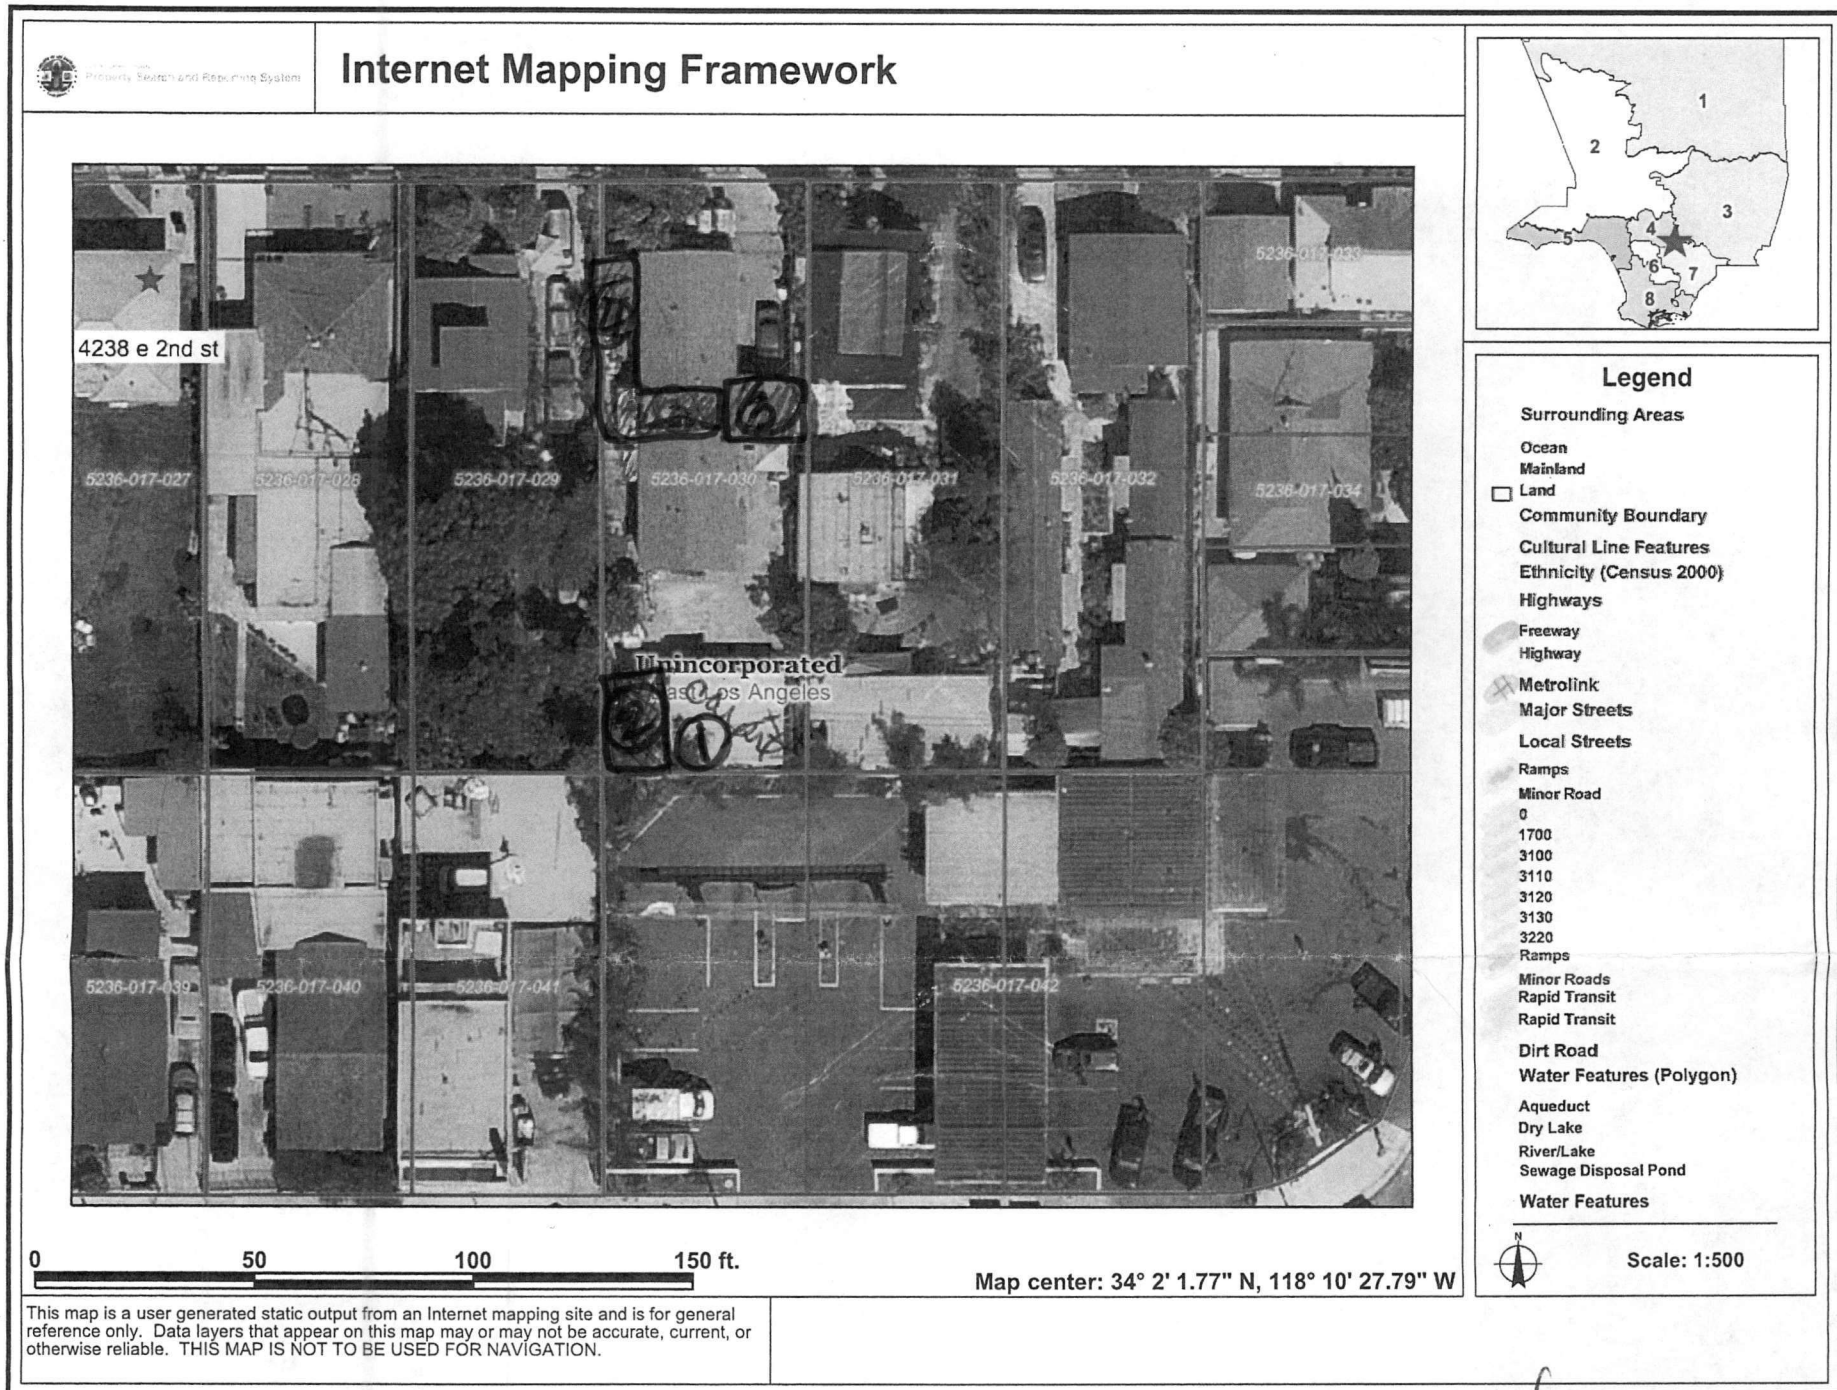 Property Search and Reporting System
Internet Mapping Framework
1
2
3
4
5
6
7
8
4238 e 2nd st
5236-017-033
6
5236-017-027
5236-017-028
5236-017-029
5236-017-030
5236-017-031
5236-017-032
5236-017-034
Unincorporated
East Los Angeles
2
1
5236-017-039
5236-017-040
5236-017-041
5236-017-042
Legend
Surrounding Areas
Ocean
Mainland
Land
Community Boundary
Cultural Line Features
Ethnicity (Census 2000)
Highways
Freeway
Highway
Metrolink
Major Streets
Local Streets
Ramps
Minor Road
0
1700
3100
3110
3120
3130
3220
Ramps
Minor Roads
Rapid Transit
Rapid Transit
Dirt Road
Water Features (Polygon)
Aqueduct
Dry Lake
River/Lake
Sewage Disposal Pond
Water Features
N
Scale: 1:500
0 50 100 150 ft.
Map center: 34° 2' 1.77" N, 118° 10' 27.79" W
This map is a user generated static output from an Internet mapping site and is for general
reference only. Data layers that appear on this map may or may not be accurate, current, or
otherwise reliable. THIS MAP IS NOT TO BE USED FOR NAVIGATION.